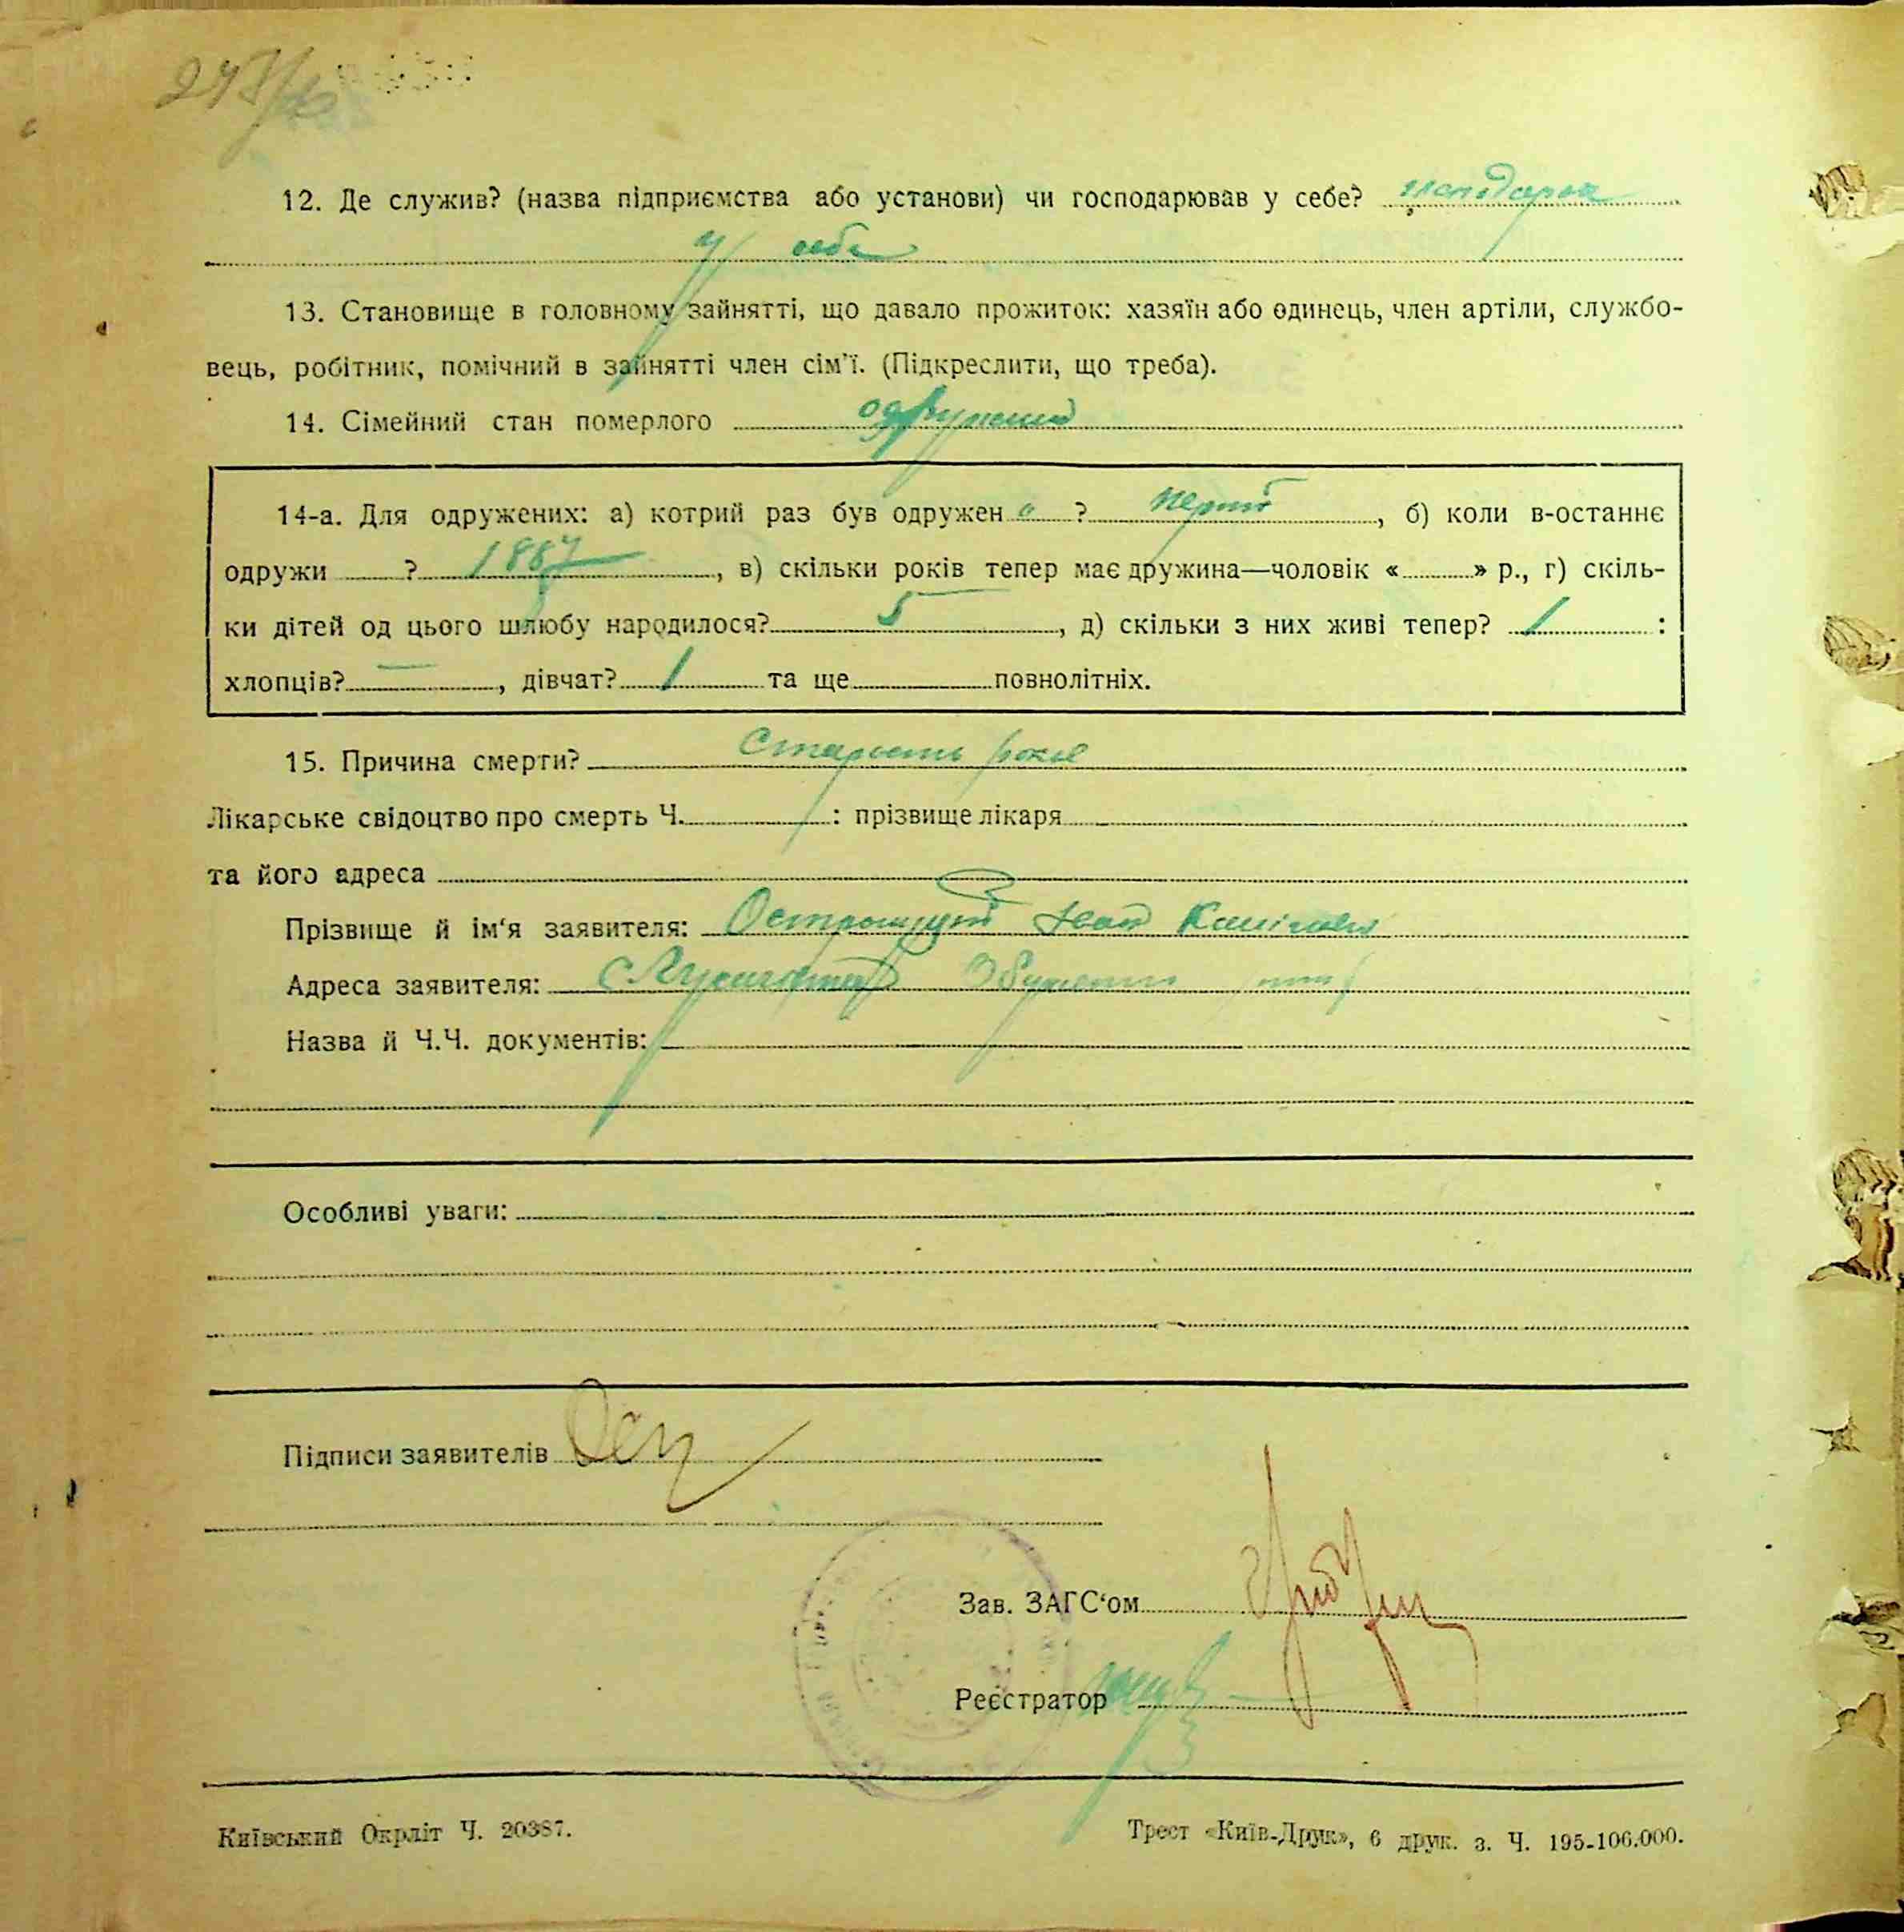 12. Де служив? (назва підприємства або установи) чи господарював у себе? господарюв
у себе
13. Становище в головному зайнятті, що давало прожиток: хазяїн або одинець, член артіли, службо-
вець, робітник, помічний в зайнятті член сім'ї. (Підкреслити, що треба).
14. Сімейний стан померлого одружений
14-а. Для одружених: а) котрий раз був одружен ? перший, б) коли в-останнє
одружи ? 1887, в) скільки років тепер має дружина—чоловік « » р., г) скіль-
ки дітей од цього шлюбу народилося? 5, д) скільки з них живі тепер? 1 :
хлопців? —, дівчат? 1 та ще повнолітніх.
15. Причина смерти? Старость років
Лікарське свідоцтво про смерть Ч. : прізвище лікаря
та його адреса
Прізвище й ім'я заявителя: Іван
Адреса заявителя: с
Назва й Ч.Ч. документів:
Особливі уваги:
Підписи заявителів
Зав. ЗАГС'ом
Реєстратор
Київський Окрліт Ч. 20387.
Трест «Київ-Друк», 6 друк. з. Ч. 195-106.000.